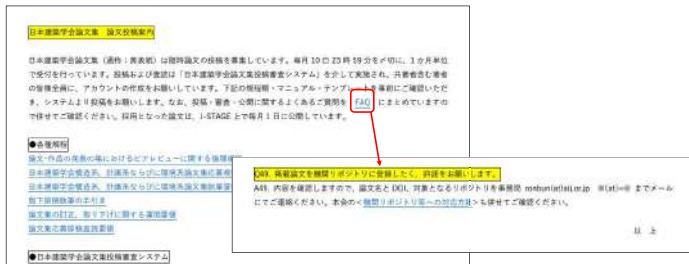 日本建築学会論文集 論文投稿案内
日本建築学会論文集（通称：黄表紙）は随時論文の投稿を募集しています。毎月10日23時59分を〆切に、1か月単位
で受付を行っています。投稿および査読は「日本建築学会論文集投稿審査システム」を介して実施され、共著者含む著者
の皆様全員に、アカウントの作成をお願いしています。下記の規程類・マニュアル・テンプレートを事前にご確認いただ
き、システムより投稿をお願いします。なお、投稿・審査・公開に関するよくあるご質問を FAQ にまとめていますの
で併せてご確認ください。採用となった論文は、J-STAGE上で毎月1日に公開しています。
●各種規程
論文・作品の発表の場におけるピアレビューに関する倫理
日本建築学会構造系、計画系ならびに環境系論文集応募
日本建築学会構造系、計画系ならびに環境系論文集執筆要
取下
論文集の訂正、取り下げに関する運用要領
論文集応募原稿査読要領
●日本建築学会論文集投稿審査システム
Q49. 掲載論文を機関リポジトリに登録したく、許諾をお願いします。
A49. 内容を確認しますので、論文名とDOI、対象となるリポジトリを事務局 ronbun(at)aij.or.jp ※(at)=@ までメール
にてご連絡ください。本会の<機関リポジトリ等への対応方針>も併せてご確認ください。
以 上